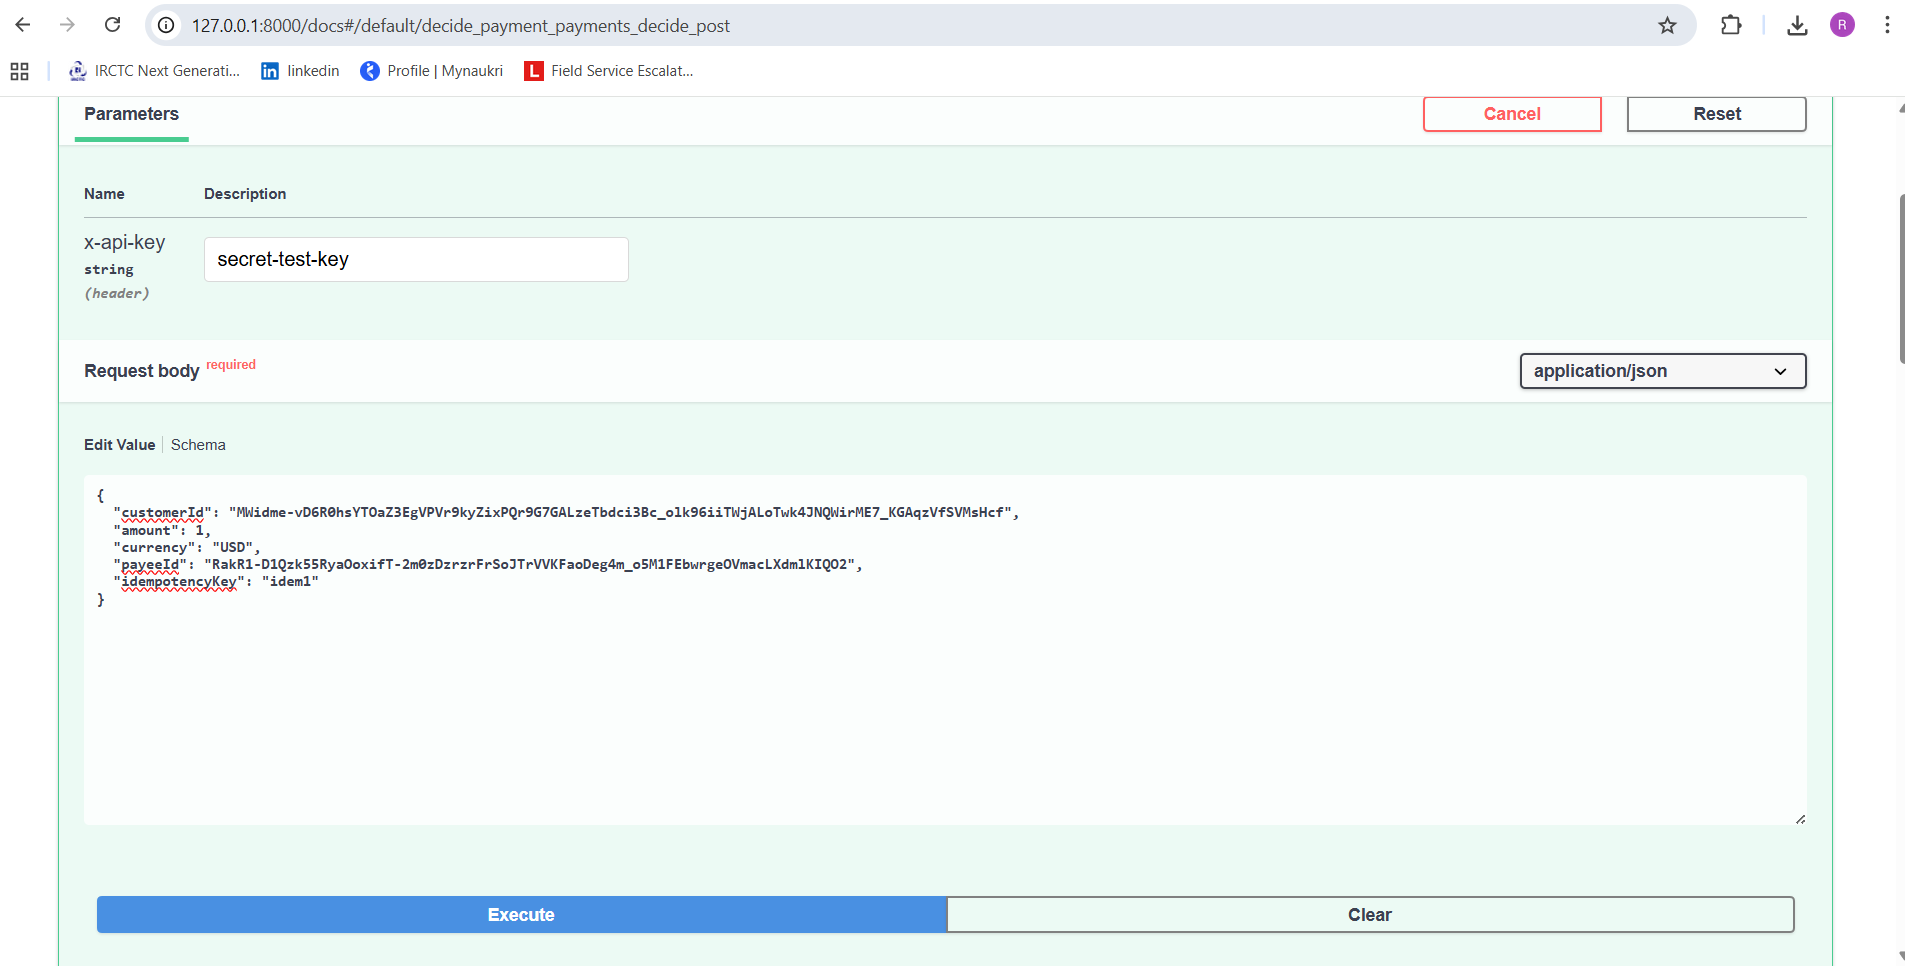 127.0.0.1:8000/docs#/default/decide_payment_payments_decide_post
R
IRCTC Next Generati... linkedin Profile | Mynaukri Field Service Escalat...
Parameters Cancel Reset
Name Description
x-api-key
string
(header)
secret-test-key
Request body required application/json
Edit Value | Schema
{
"customerId": "MWidme-vD6R0hsYTOaZ3EgVPVr9kyZixPQr9G7GALzeTbdci3Bc_olk96iiTWjALoTwk4JNQWirME7_KGAqzVfSVMsHcf",
"amount": 1,
"currency": "USD",
"payeeId": "RakR1-D1Qzk55RyaOoxifT-2m0zDzrzrFrSoJTrVVKFaoDeg4m_o5M1FEbwrgeOVmacLXdmlKIQO2",
"idempotencyKey": "idem1"
}
Execute Clear